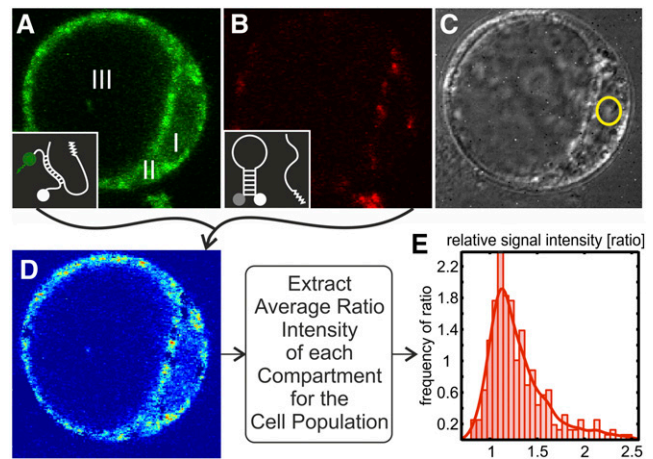 A
B
C
III
I
II
D
Extract
Average Ratio
Intensity
of each
Compartment
for the
Cell Population
E
relative signal intensity [ratio]
frequency of ratio
2.4
1.8
1.2
1
0.6
0.2
1 1.5 2 2.5